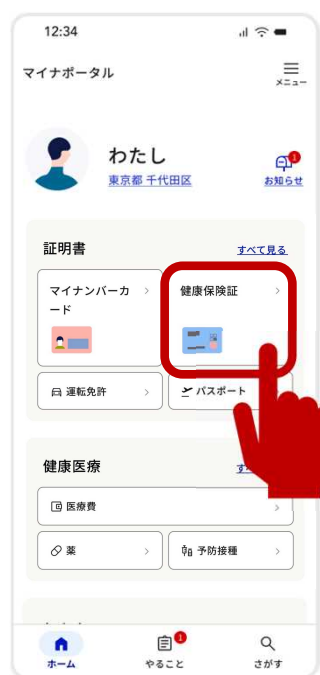 12:34
マイナポータル
メニュー
わたし
東京都 千代田区
1
お知らせ
証明書
すべて見る
マイナンバーカ
ード
健康保険証
運転免許
パスポート
健康医療
医療費
薬
予防接種
ホーム
1
やること
さがす